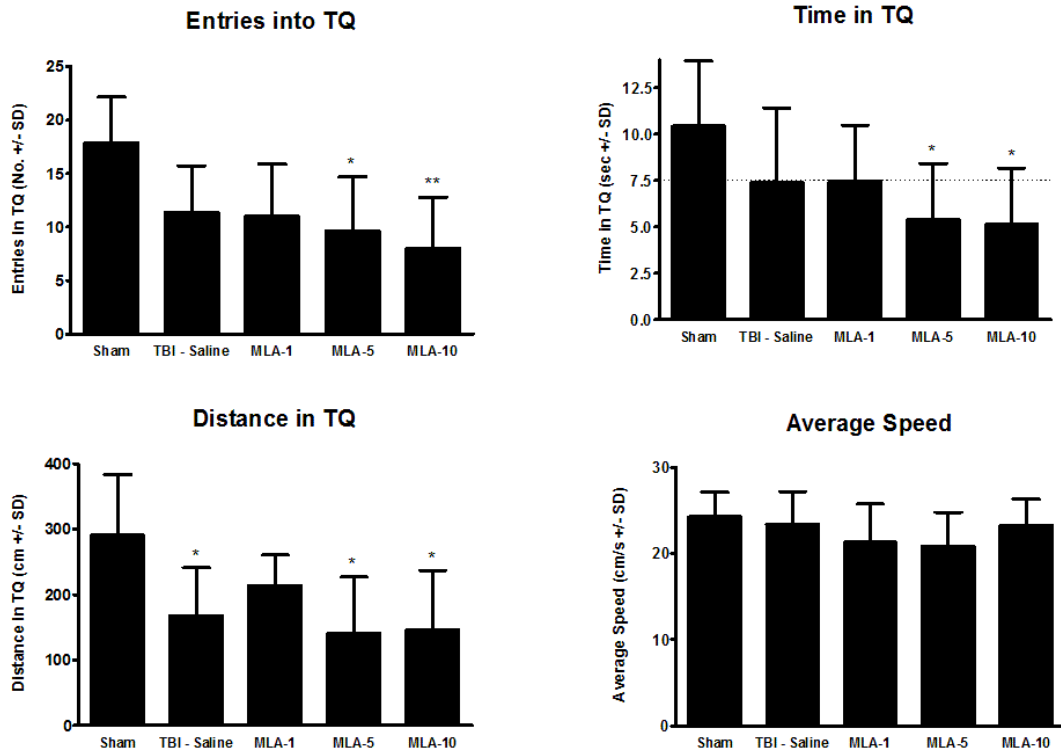 Entries into TQ
Entries in TQ (No. +/- SD)
25
20
15
10
5
0
*
**
Sham TBI - Saline MLA-1 MLA-5 MLA-10
Time in TQ
Time in TQ (sec +/- SD)
12.5
10.0
7.5
5.0
2.5
0.0
* *
Sham TBI - Saline MLA-1 MLA-5 MLA-10
Distance in TQ
Distance in TQ (cm +/- SD)
400
300
200
100
0
* * *
Sham TBI - Saline MLA-1 MLA-5 MLA-10
Average Speed
Average Speed (cm/s +/- SD)
30
20
10
0
Sham TBI - Saline MLA-1 MLA-5 MLA-10